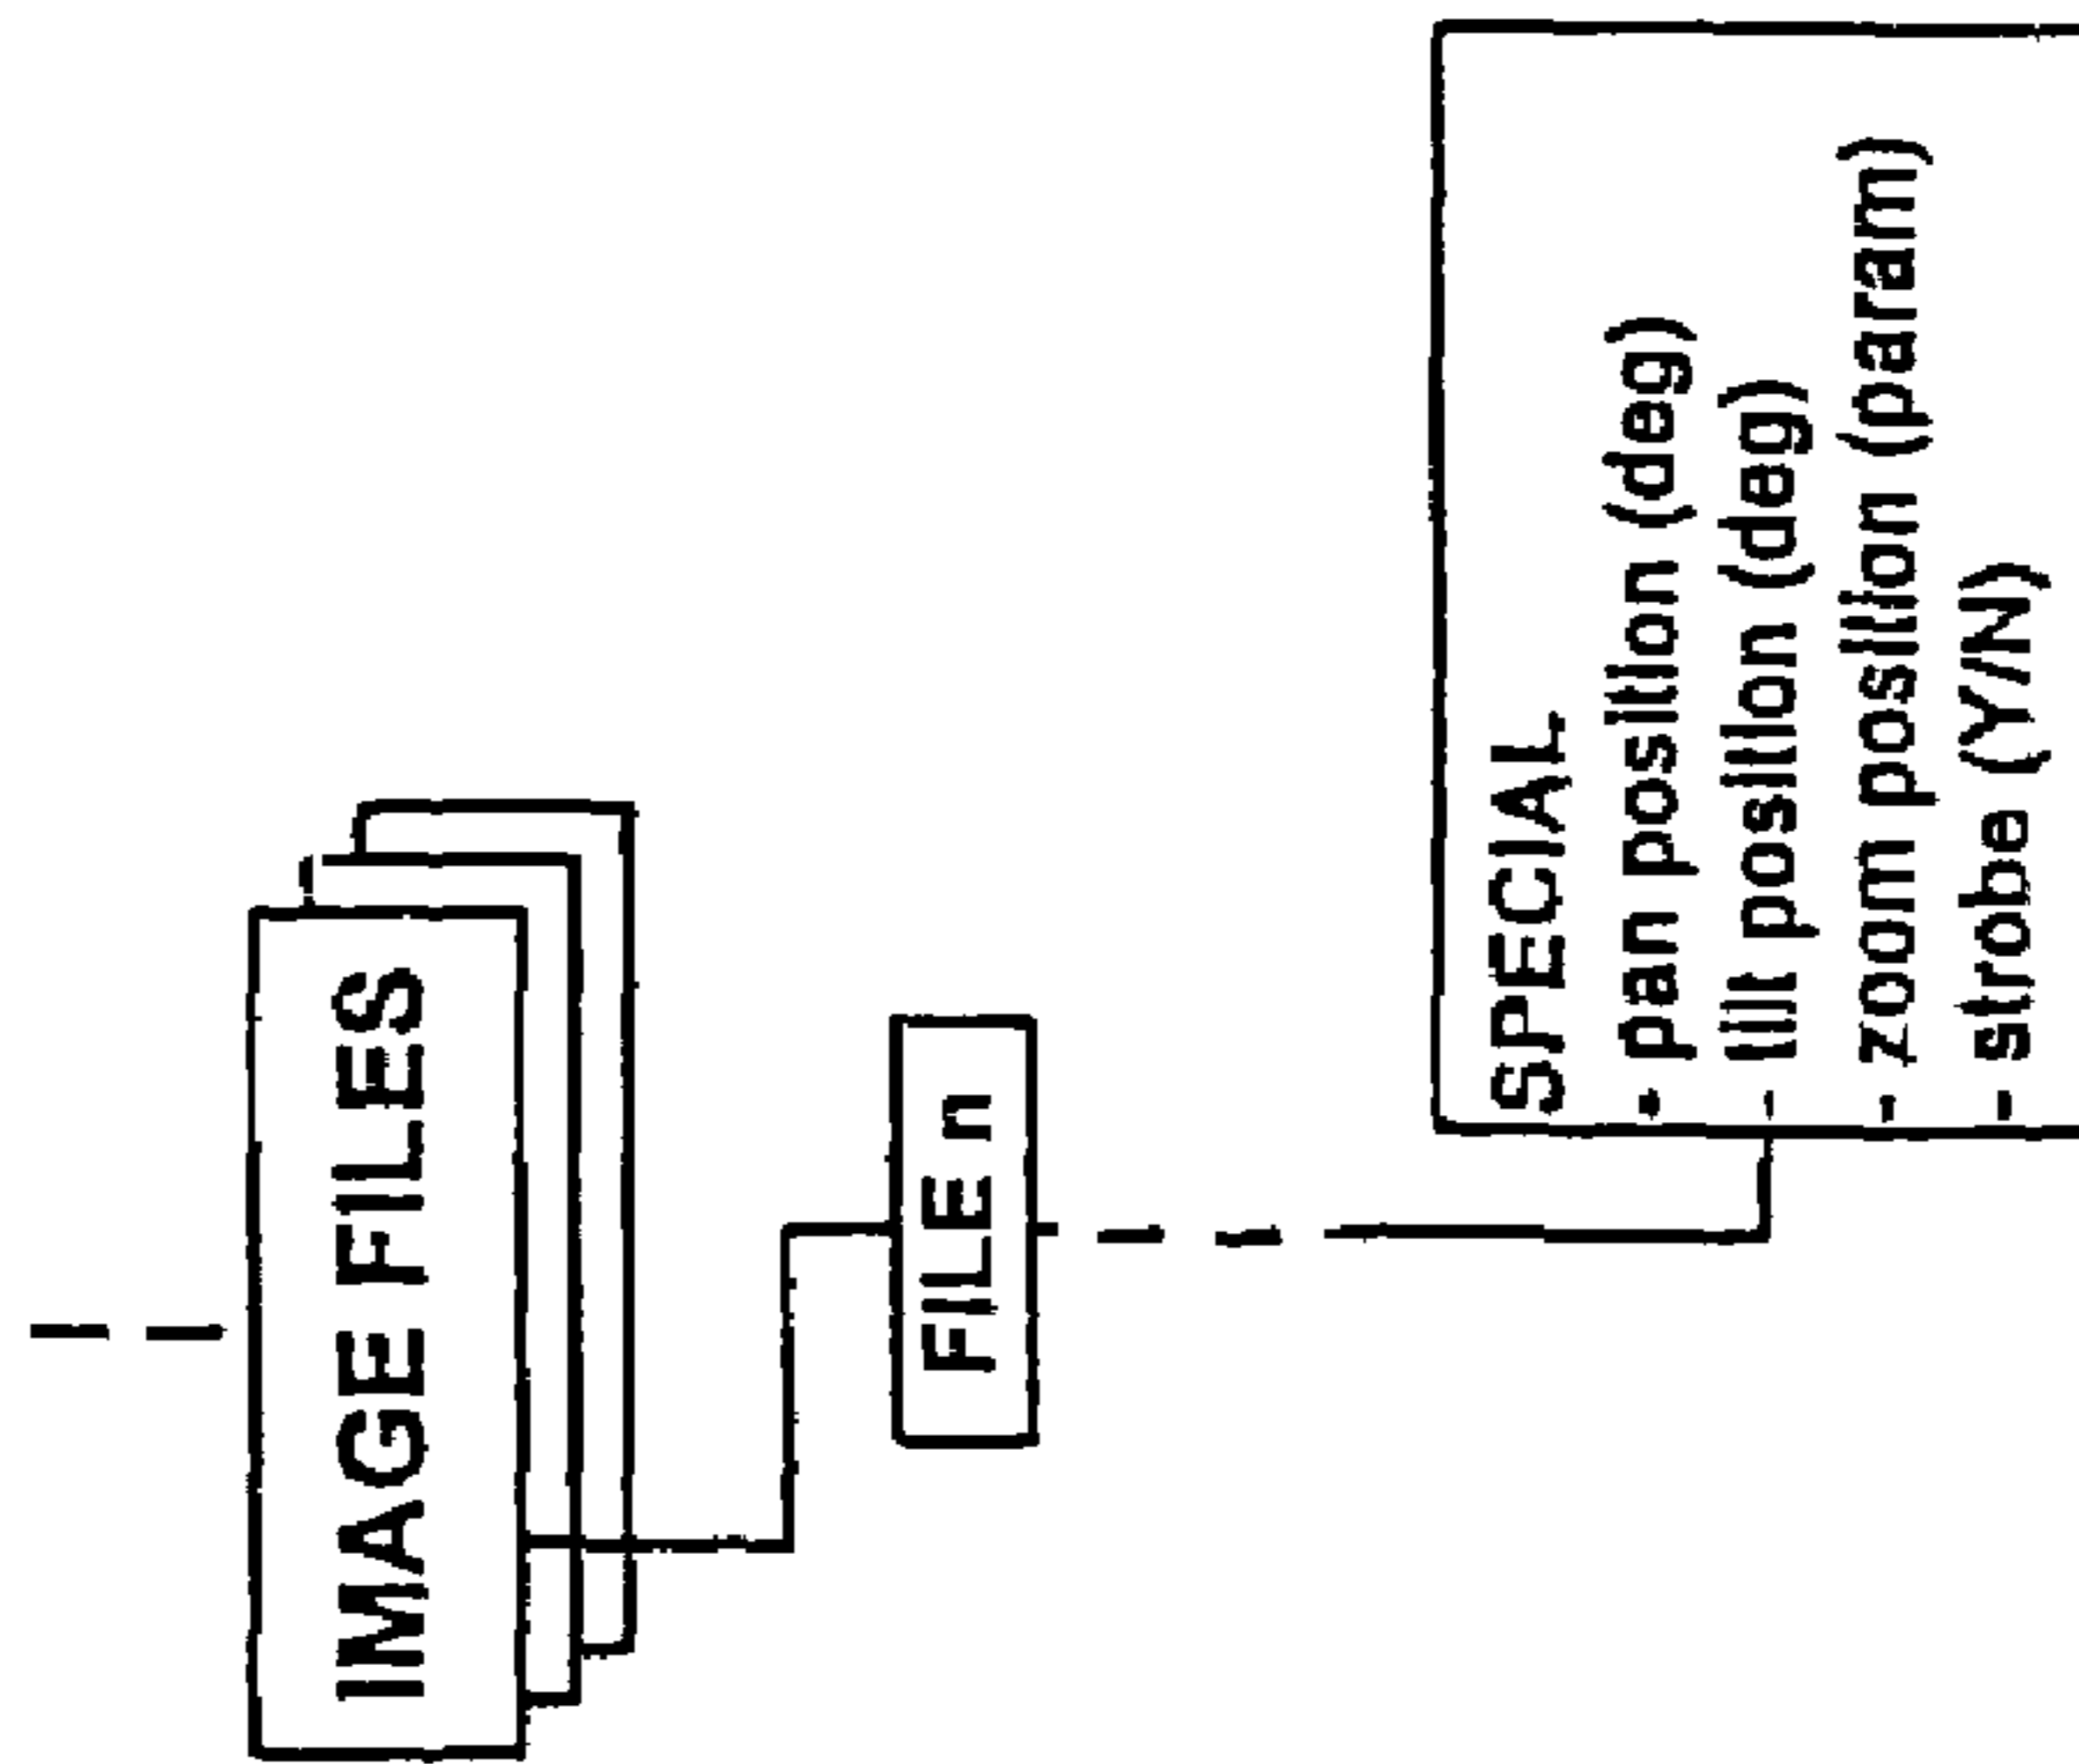 IMAGE FILES
FILE n
SPECIAL
- pan position (deg)
- tilt position (deg)
- zoom position (param)
- strobe (Y/N)